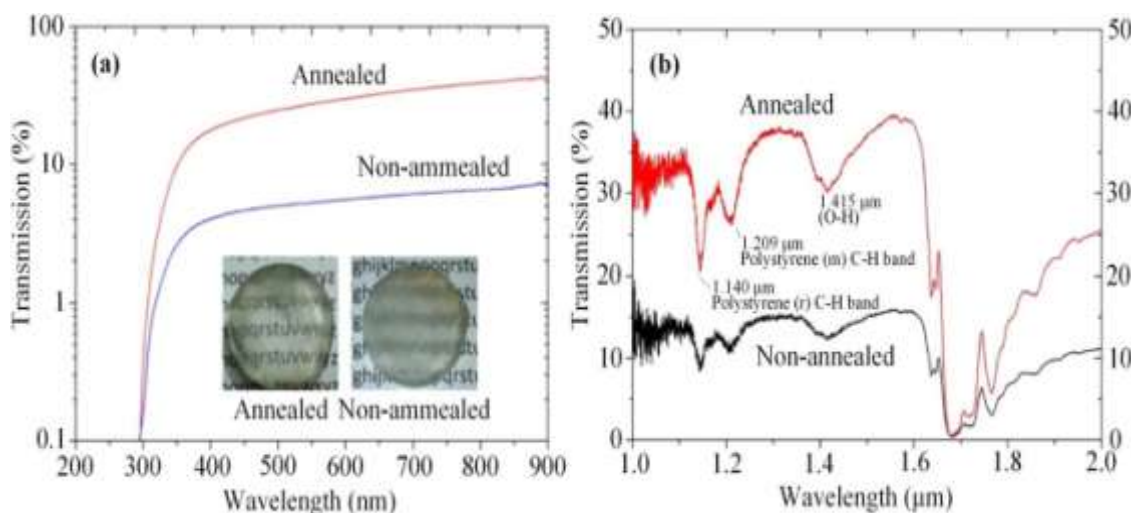 (a)
Transmission (%)
100
10
1
0.1
Annealed
Non-ammealed
Annealed
Non-ammealed
200 300 400 500 600 700 800 900
Wavelength (nm)
(b)
Transmission (%)
50
40
30
20
10
0
Annealed
1.415 μm
(O-H)
1.209 μm
Polystyrene (m) C-H band
1.140 μm
Polystyrene (r) C-H band
Non-annealed
50
40
30
20
10
0
1.0 1.2 1.4 1.6 1.8 2.0
Wavelength (μm)